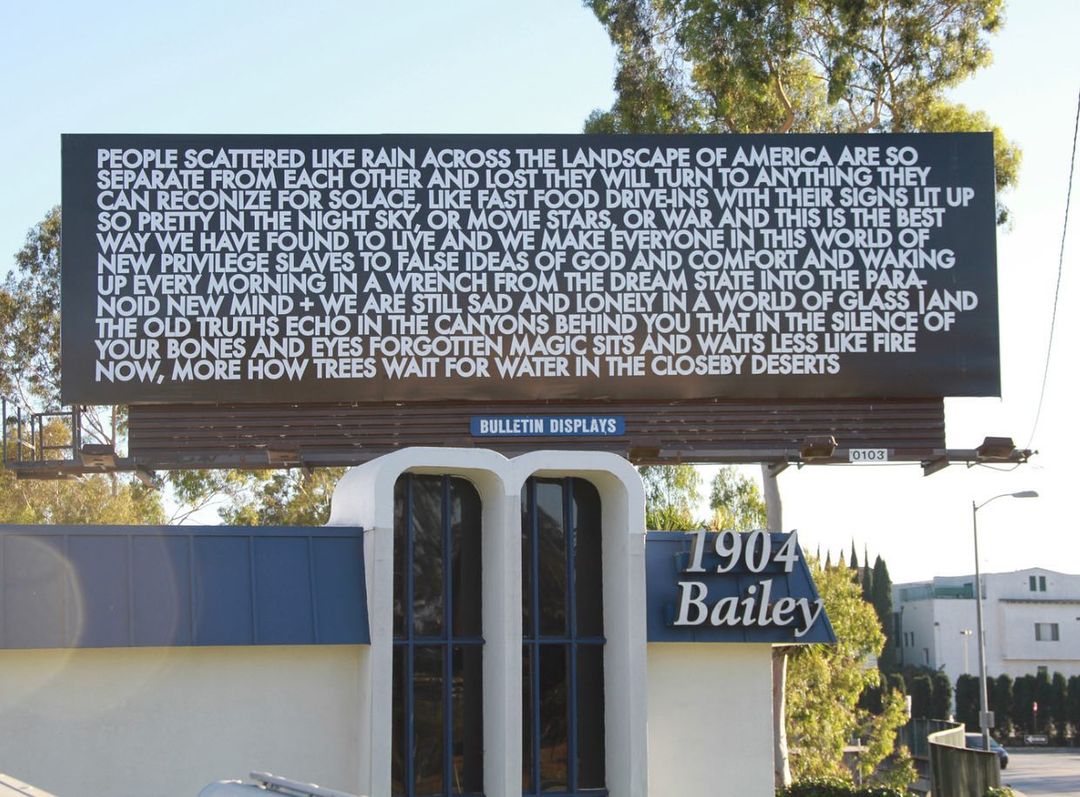 PEOPLE SCATTERED LIKE RAIN ACROSS THE LANDSCAPE OF AMERICA ARE SO
SEPARATE FROM EACH OTHER AND LOST THEY WILL TURN TO ANYTHING THEY
CAN RECONIZE FOR SOLACE, LIKE FAST FOOD DRIVE-INS WITH THEIR SIGNS LIT UP
SO PRETTY IN THE NIGHT SKY, OR MOVIE STARS, OR WAR AND THIS IS THE BEST
WAY WE HAVE FOUND TO LIVE AND WE MAKE EVERYONE IN THIS WORLD OF
NEW PRIVILEGE SLAVES TO FALSE IDEAS OF GOD AND COMFORT AND WAKING
UP EVERY MORNING IN A WRENCH FROM THE DREAM STATE INTO THE PARA-
NOID NEW MIND + WE ARE STILL SAD AND LONELY IN A WORLD OF GLASS | AND
THE OLD TRUTHS ECHO IN THE CANYONS BEHIND YOU THAT IN THE SILENCE OF
YOUR BONES AND EYES FORGOTTEN MAGIC SITS AND WAITS LESS LIKE FIRE
NOW, MORE HOW TREES WAIT FOR WATER IN THE CLOSEBY DESERTS
BULLETIN DISPLAYS
0103
1904
Bailey